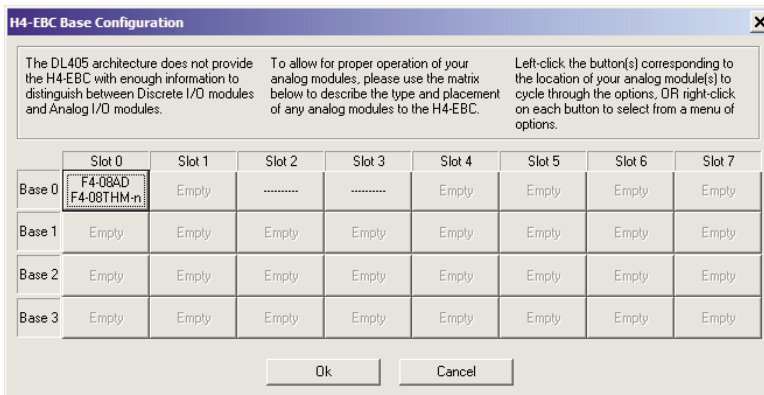 H4-EBC Base Configuration
The DL405 architecture does not provide
the H4-EBC with enough information to
distinguish between Discrete I/O modules
and Analog I/O modules.
To allow for proper operation of your
analog modules, please use the matrix
below to describe the type and placement
of any analog modules to the H4-EBC.
Left-click the button(s) corresponding to
the location of your analog module(s) to
cycle through the options, OR right-click
on each button to select from a menu of
options.
Slot 0 Slot 1 Slot 2 Slot 3 Slot 4 Slot 5 Slot 6 Slot 7
Base 0 F4-08AD Empty ---------- ---------- Empty Empty Empty Empty
F4-08THM-n
Base 1 Empty Empty Empty Empty Empty Empty Empty Empty
Base 2 Empty Empty Empty Empty Empty Empty Empty Empty
Base 3 Empty Empty Empty Empty Empty Empty Empty Empty
Ok Cancel